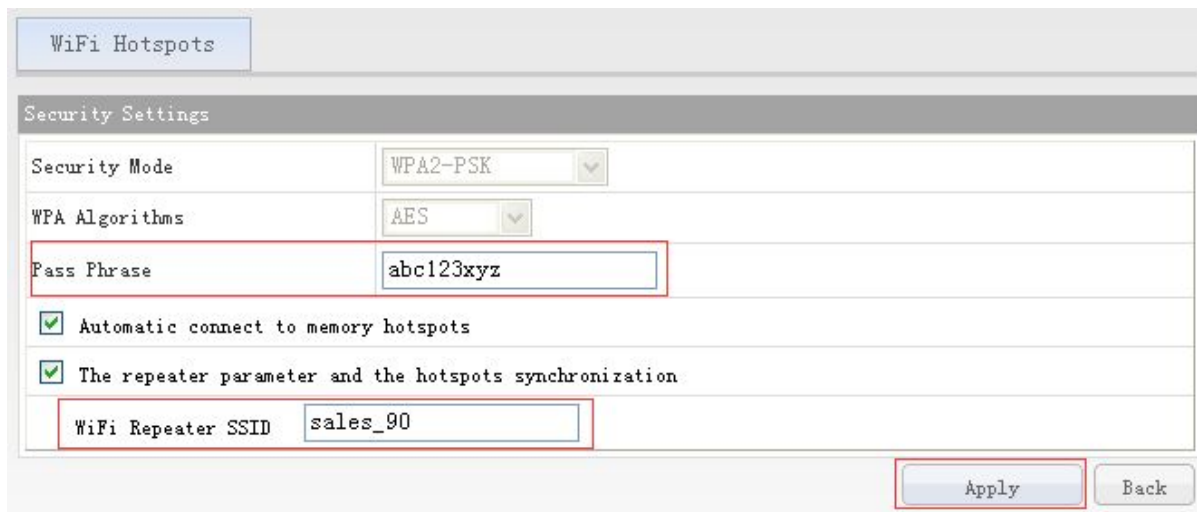 WiFi Hotspots
Security Settings
Security Mode WPA2-PSK
WPA Algorithms AES
Pass Phrase abc123xyz
Automatic connect to memory hotspots
The repeater parameter and the hotspots synchronization
WiFi Repeater SSID sales_90
Apply Back